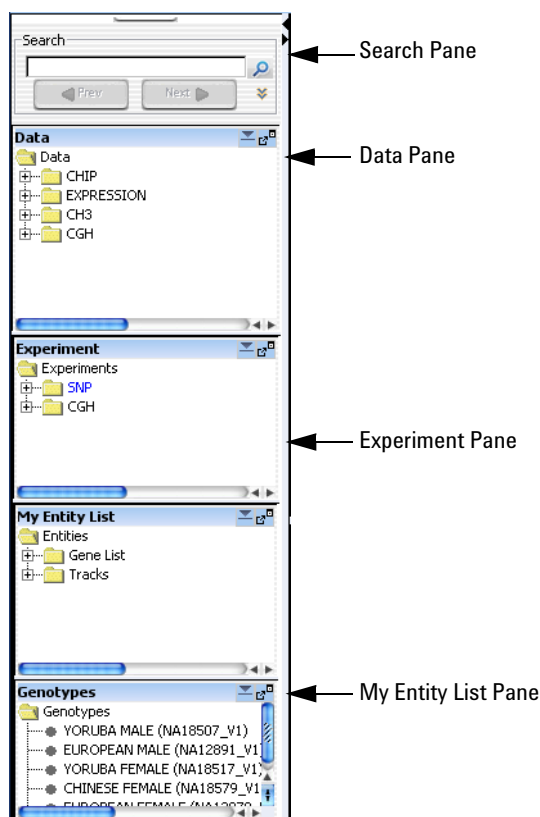 Search
Search Pane
Prev
Next
Data
Data Pane
Data
CHIP
EXPRESSION
CH3
CGH
Experiment
Experiments
SNP
CGH
Experiment Pane
My Entity List
Entities
Gene List
Tracks
Genotypes
My Entity List Pane
Genotypes
YORUBA MALE (NA18507_V1)
EUROPEAN MALE (NA12891_V1
YORUBA FEMALE (NA18517_V1)
CHINESE FEMALE (NA18579_V1
EUROPEAN FEMALE